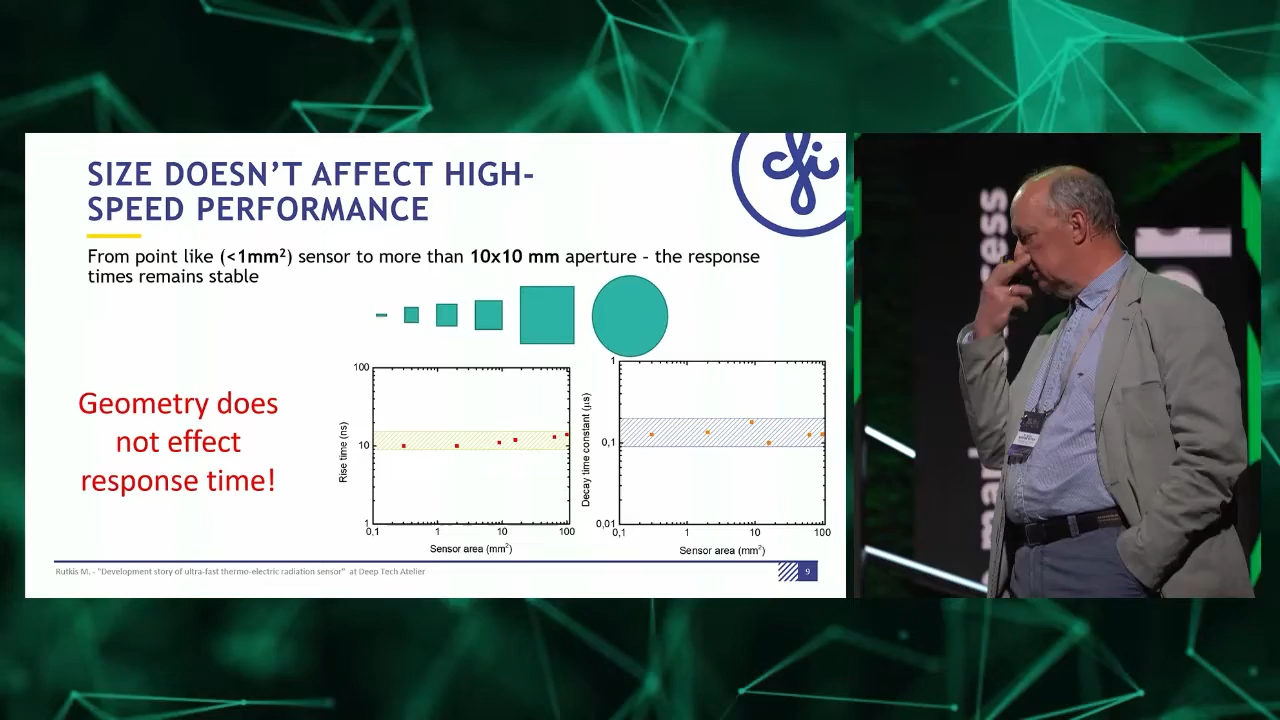 SIZE DOESN'T AFFECT HIGH-
SPEED PERFORMANCE
From point like (<1mm²) sensor to more than 10x10 mm aperture - the response
times remains stable
Geometry does
not effect
response time!
100
10
1
Rise time (ns)
0,1
1
10
100
Sensor area (mm²)
1
0,1
0,01
Decay time constant (μs)
0,1
1
10
100
Sensor area (mm²)
Rutkis M. - "Development story of ultra-fast thermo-electric radiation sensor" at Deep Tech Atelier
9